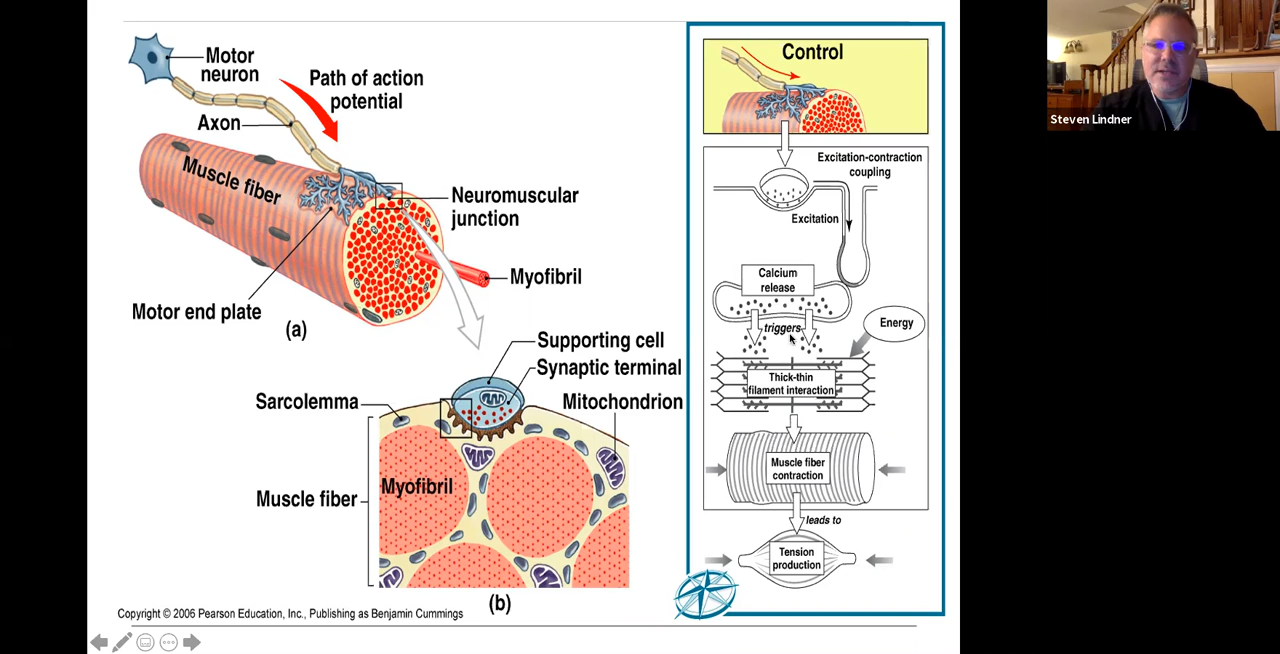 Motor
neuron
Path of action
potential
Axon
Muscle fiber
Neuromuscular
junction
Myofibril
Motor end plate
(a)
Supporting cell
Synaptic terminal
Sarcolemma
Mitochondrion
Muscle fiber
Myofibril
(b)
Copyright © 2006 Pearson Education, Inc., Publishing as Benjamin Cummings
Control
Excitation-contraction
coupling
Excitation
Calcium
release
triggers
Energy
Thick-thin
filament interaction
Muscle fiber
contraction
leads to
Tension
production
Steven Lindner